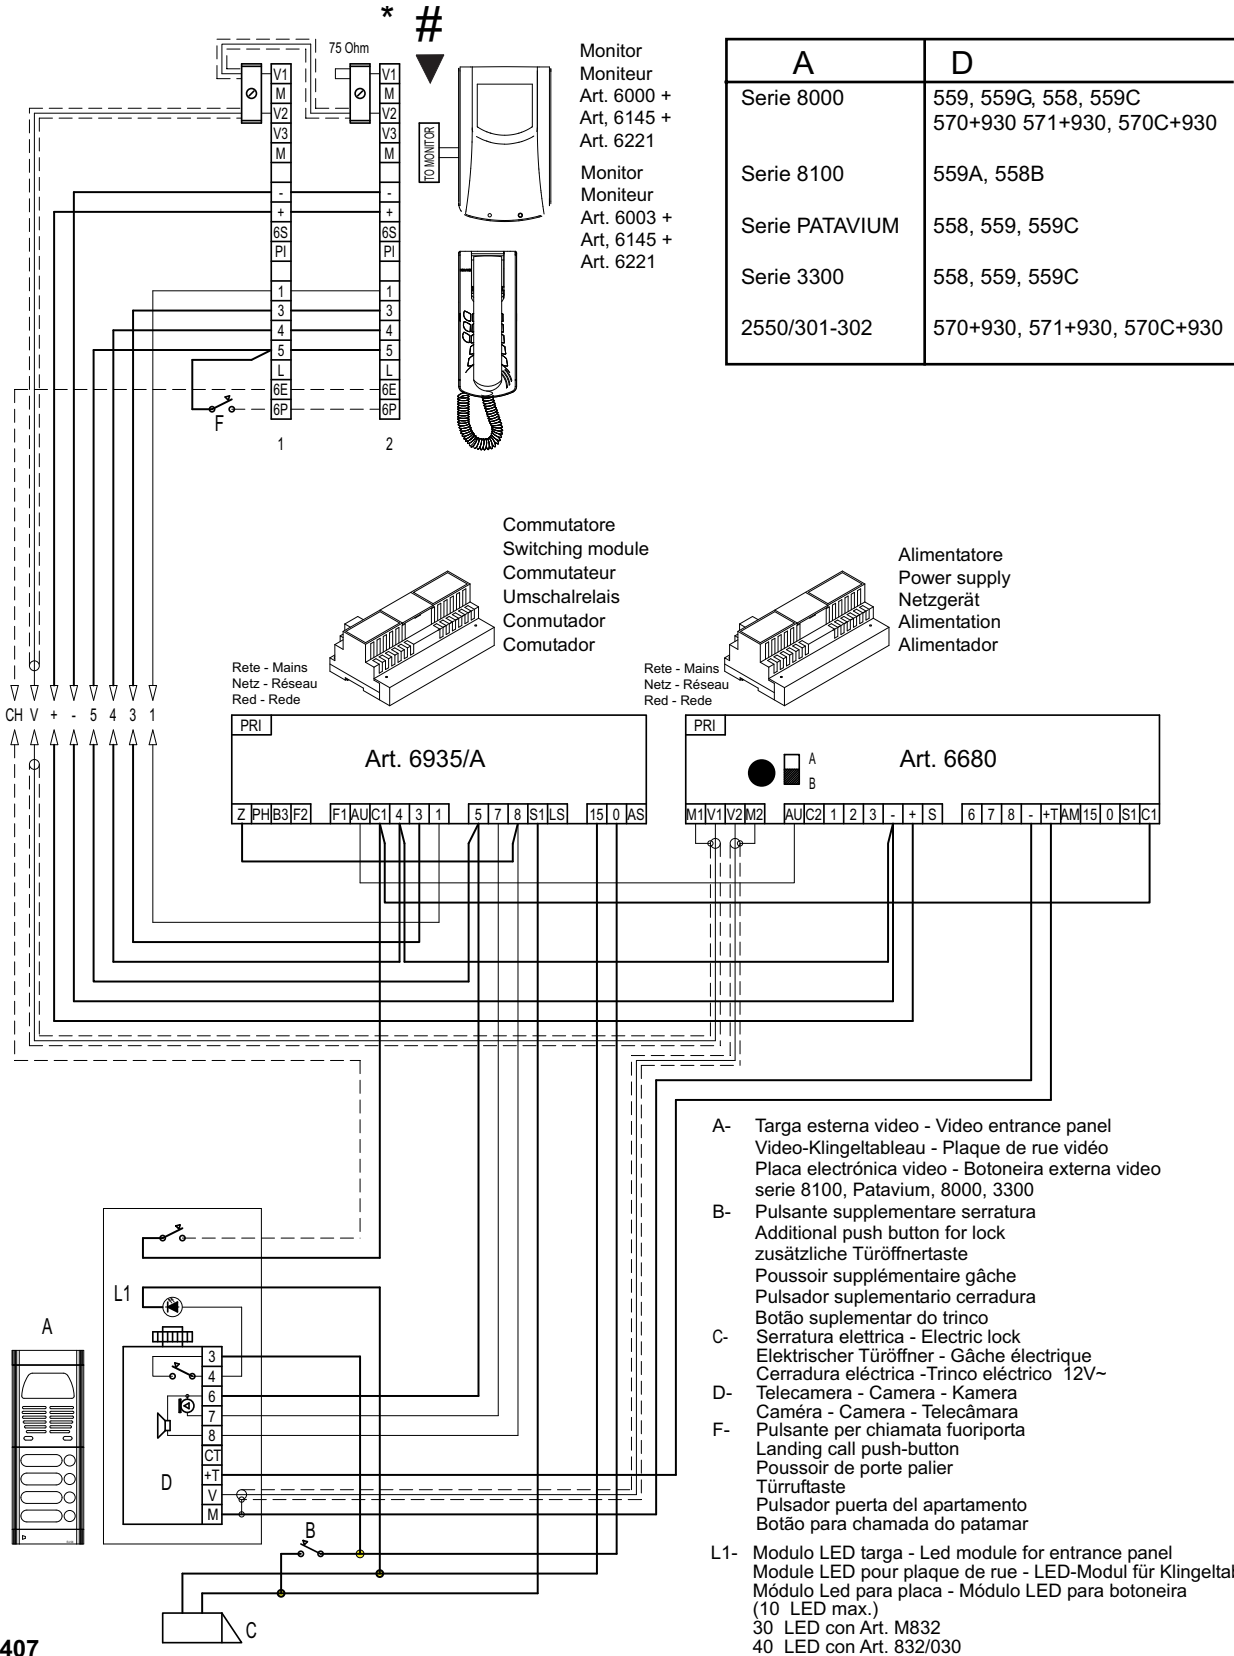 * #
75 Ohm
V1
M
V2
V3
M
-
+
6S
PI
1
3
4
5
L
6E
6P
1
V1
M
V2
V3
M
-
+
6S
PI
1
3
4
5
L
6E
6P
2
F
TO MONITOR
Monitor
Moniteur
Art. 6000 +
Art, 6145 +
Art. 6221
Monitor
Moniteur
Art. 6003 +
Art, 6145 +
Art. 6221
A D
Serie 8000 559, 559G, 558, 559C
570+930 571+930, 570C+930
Serie 8100 559A, 558B
Serie PATAVIUM 558, 559, 559C
Serie 3300 558, 559, 559C
2550/301-302 570+930, 571+930, 570C+930
Commutatore
Switching module
Commutateur
Umschalrelais
Conmutador
Comutador
Rete - Mains
Netz - Réseau
Red - Rede
Alimentatore
Power supply
Netzgerät
Alimentation
Alimentador
Rete - Mains
Netz - Réseau
Red - Rede
CH V + - 5 4 3 1
PRI
Art. 6935/A
Z PH B3 F2 F1 AU C1 4 3 1 5 7 8 S1 LS 15 0 AS
PRI
A
B
Art. 6680
M1 V1 V2 M2 AU C2 1 2 3 - + S 6 7 8 - +T AM 15 0 S1 C1
A
L1
3
4
6
7
8
CT
+T
V
M
D
B
C
A- Targa esterna video - Video entrance panel
Video-Klingeltableau - Plaque de rue vidéo
Placa electrónica video - Botoneira externa video
serie 8100, Patavium, 8000, 3300
B- Pulsante supplementare serratura
Additional push button for lock
zusätzliche Türöffnertaste
Poussoir supplémentaire gâche
Pulsador suplementario cerradura
Botão suplementar do trinco
C- Serratura elettrica - Electric lock
Elektrischer Türöffner - Gâche électrique
Cerradura eléctrica -Trinco eléctrico 12V~
D- Telecamera - Camera - Kamera
Caméra - Camera - Telecâmara
F- Pulsante per chiamata fuoriporta
Landing call push-button
Poussoir de porte palier
Türruftaste
Pulsador puerta del apartamento
Botão para chamada do patamar
L1- Modulo LED targa - Led module for entrance panel
Module LED pour plaque de rue - LED-Modul für
Módulo Led para placa - Módulo LED para botoneira
(10 LED max.)
30 LED con Art. M832
40 LED con Art. 832/030
407